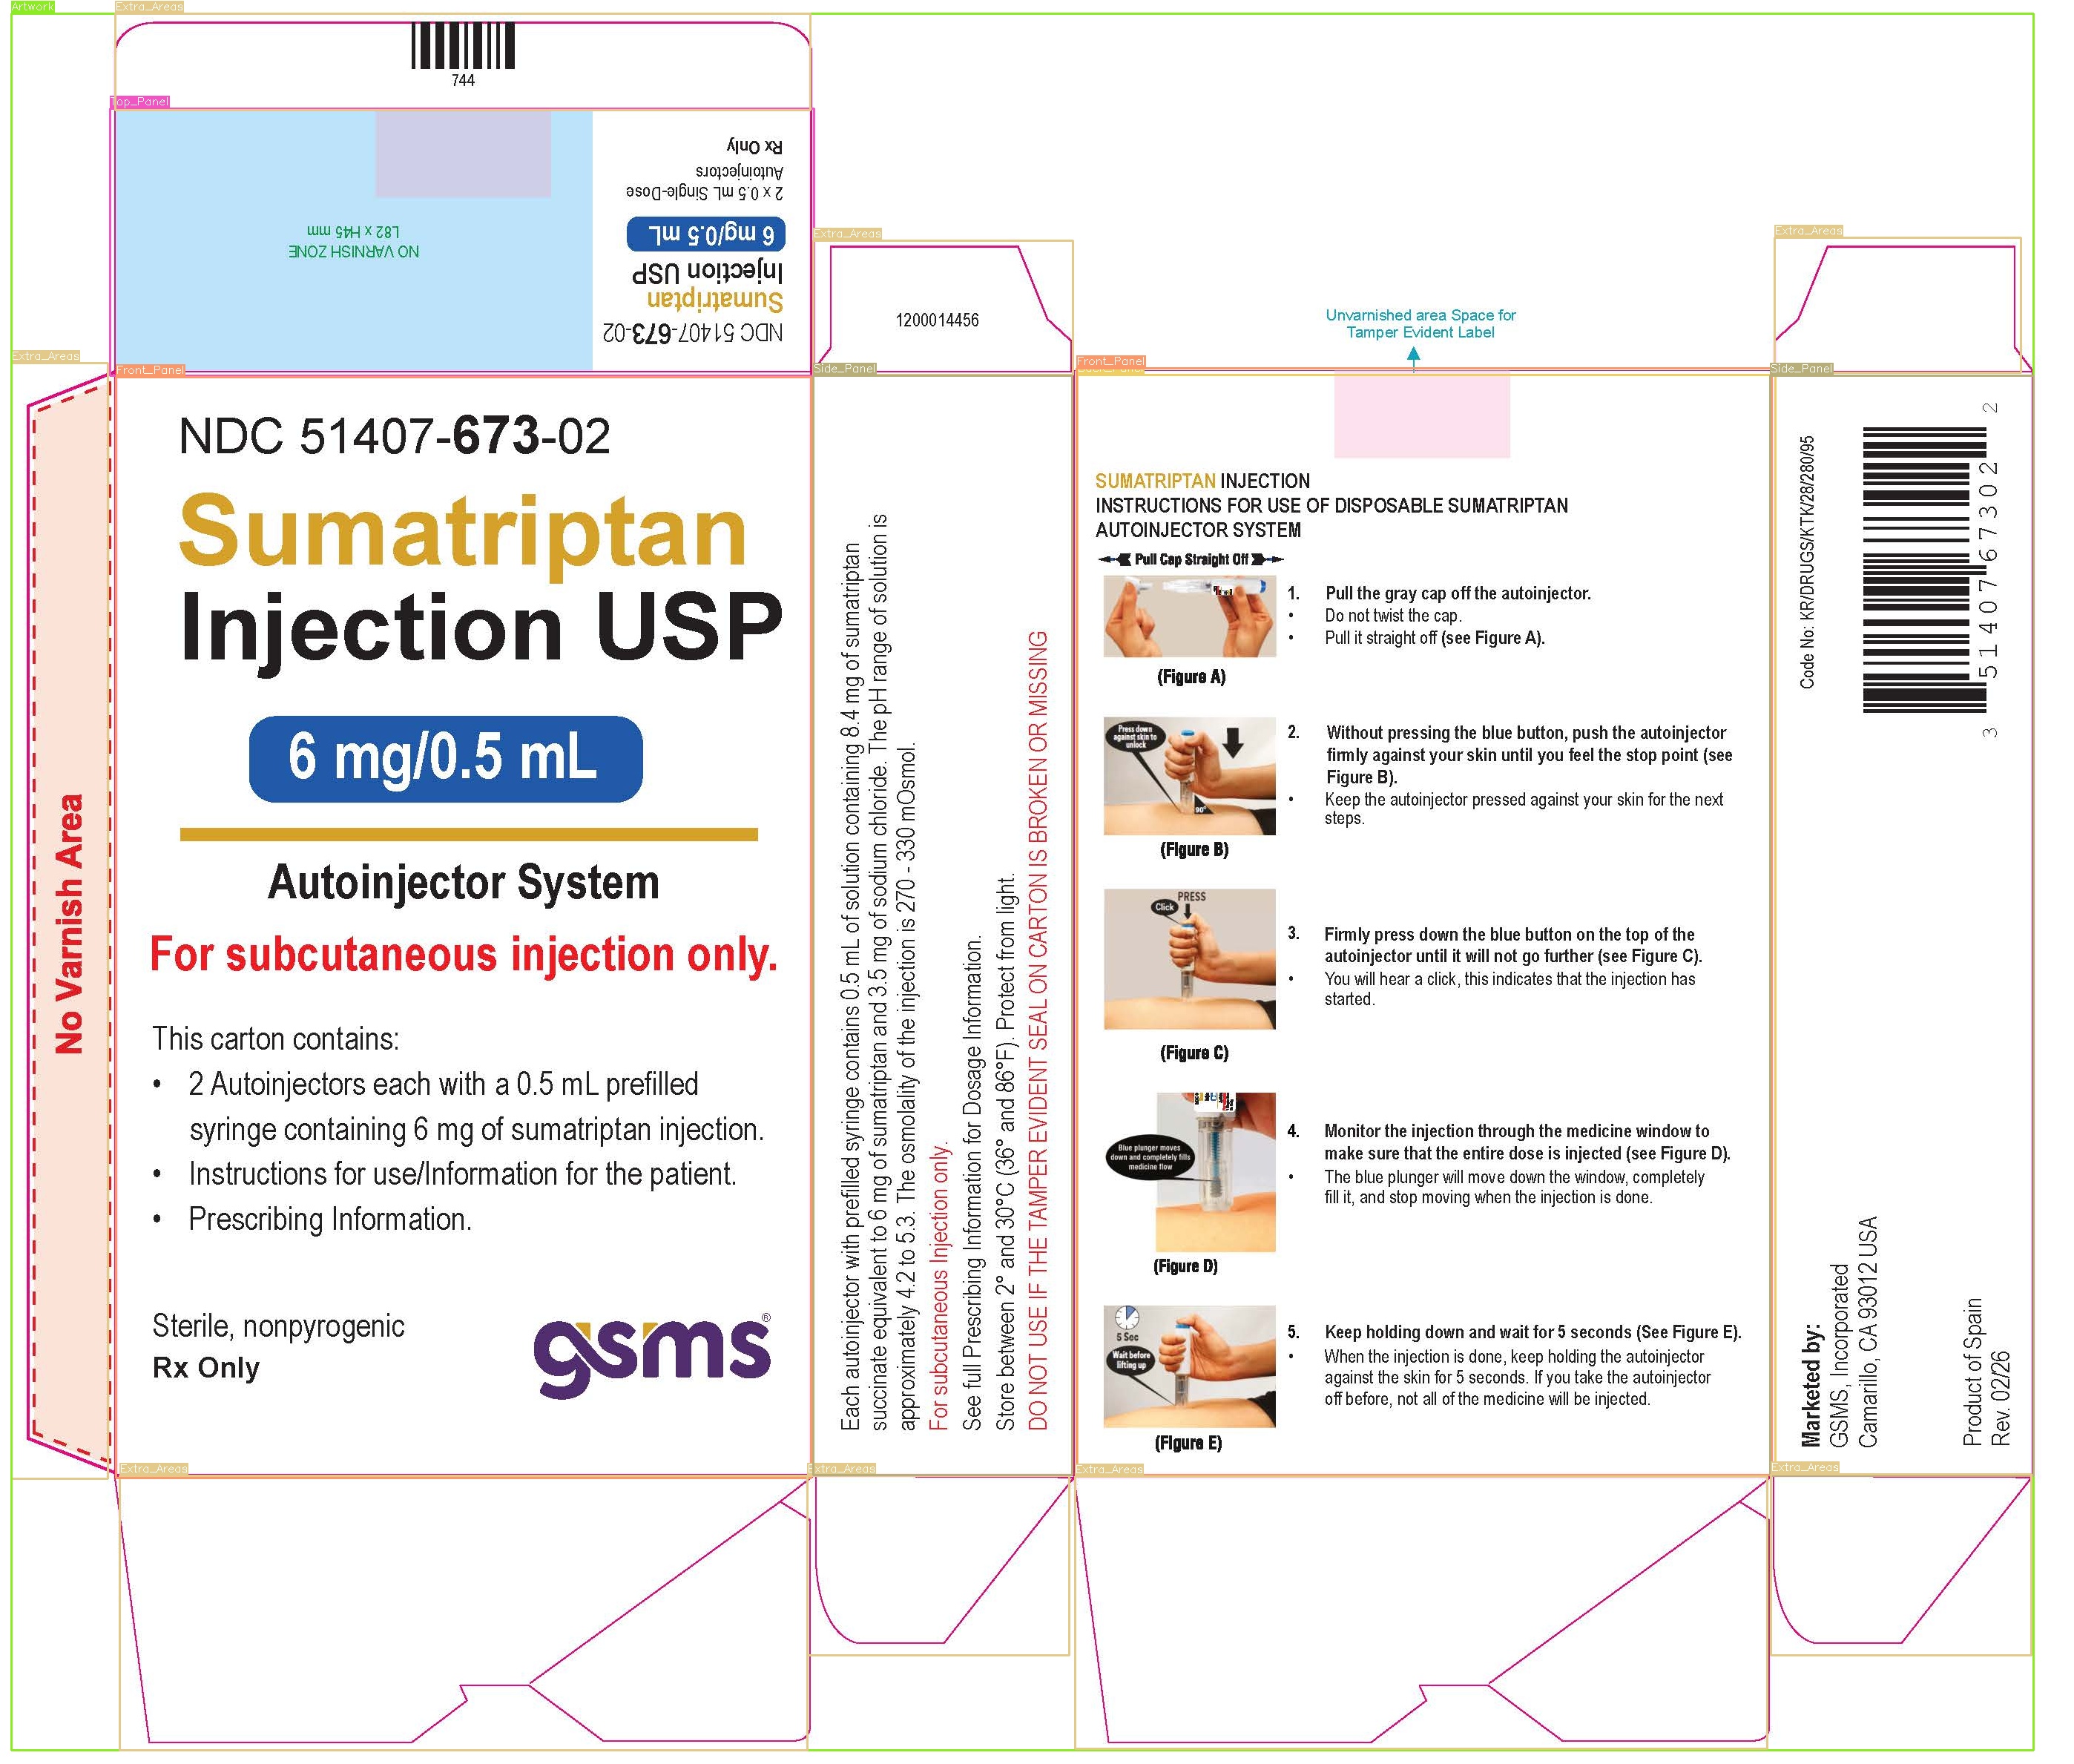 Artwork
Extra_Areas
744
Top_Panel
NDC 51407-673-02
Sumatriptan
Injection USP
6 mg/0.5 mL
2 x 0.5 mL Single-Dose
Autoinjectors
Rx Only
NO VARNISH ZONE
L82 x H45 mm
Extra_Areas
No Varnish Area
Front_Panel
NDC 51407-673-02
Sumatriptan
Injection USP
6 mg/0.5 mL
Autoinjector System
For subcutaneous injection only.
This carton contains:
• 2 Autoinjectors each with a 0.5 mL prefilled
syringe containing 6 mg of sumatriptan injection.
• Instructions for use/Information for the patient.
• Prescribing Information.
Sterile, nonpyrogenic
Rx Only
gsms®
Extra_Areas
Extra_Areas
1200014456
Side_Panel
Each autoinjector with prefilled syringe contains 0.5 mL of solution containing 8.4 mg of sumatriptan
succinate equivalent to 6 mg of sumatriptan and 3.5 mg of sodium chloride. The pH range of solution is
approximately 4.2 to 5.3. The osmolality of the injection is 270 - 330 mOsmol.
For subcutaneous Injection only.
See full Prescribing Information for Dosage Information.
Store between 2° and 30°C (36° and 86°F). Protect from light.
DO NOT USE IF THE TAMPER EVIDENT SEAL ON CARTON IS BROKEN OR MISSING
Extra_Areas
Unvarnished area Space for
Tamper Evident Label
Front_Panel
SUMATRIPTAN INJECTION
INSTRUCTIONS FOR USE OF DISPOSABLE SUMATRIPTAN
AUTOINJECTOR SYSTEM
Pull Cap Straight Off
(Figure A)
1. Pull the gray cap off the autoinjector.
• Do not twist the cap.
• Pull it straight off (see Figure A).
Press down
against skin to
unlock
90°
(Figure B)
2. Without pressing the blue button, push the autoinjector
firmly against your skin until you feel the stop point (see
Figure B).
• Keep the autoinjector pressed against your skin for the next
steps.
PRESS
Click
(Figure C)
3. Firmly press down the blue button on the top of the
autoinjector until it will not go further (see Figure C).
• You will hear a click, this indicates that the injection has
started.
Blue plunger moves
down and completely fills
medicine flow
(Figure D)
4. Monitor the injection through the medicine window to
make sure that the entire dose is injected (see Figure D).
• The blue plunger will move down the window, completely
fill it, and stop moving when the injection is done.
5 Sec
Wait before
lifting up
(Figure E)
5. Keep holding down and wait for 5 seconds (See Figure E).
• When the injection is done, keep holding the autoinjector
against the skin for 5 seconds. If you take the autoinjector
off before, not all of the medicine will be injected.
Extra_Areas
Extra_Areas
Side_Panel
Code No: KR/DRUGS/KTK/28/280/95
3 5140767302 2
Marketed by:
GSMS, Incorporated
Camarillo, CA 93012 USA
Product of Spain
Rev. 02/26
Extra_Areas